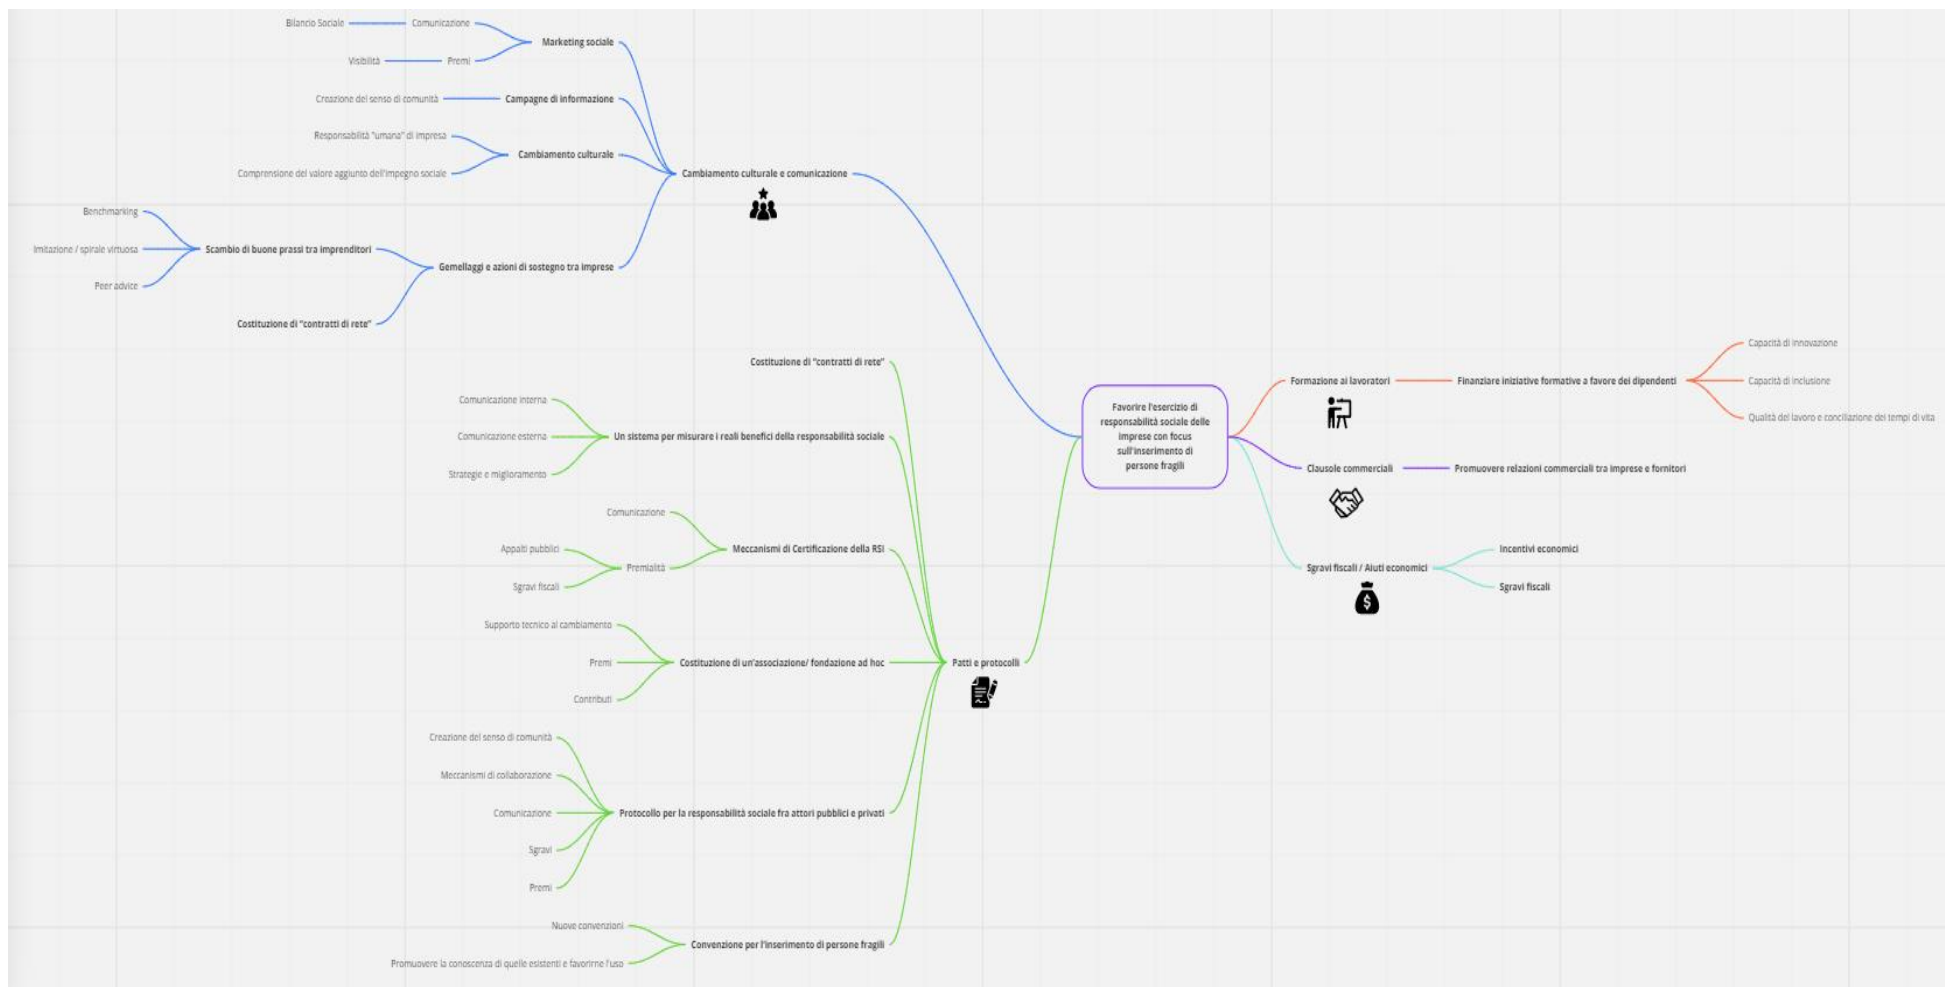 Bilancio Sociale
Comunicazione
Visibilità
Premi
Marketing sociale
Creazione del senso di comunità
Campagne di informazione
Responsabilità "umana" di impresa
Comprensione del valore aggiunto dell'impegno sociale
Cambiamento culturale
Cambiamento culturale e comunicazione
Benchmarking
Imitazione / spirale virtuosa
Peer advice
Scambio di buone prassi tra imprenditori
Costituzione di "contratti di rete"
Gemellaggi e azioni di sostegno tra imprese
Costituzione di "contratti di rete"
Comunicazione interna
Comunicazione esterna
Strategie e miglioramento
Un sistema per misurare i reali benefici della responsabilità sociale
Comunicazione
Appalti pubblici
Sgravi fiscali
Premialità
Meccanismi di Certificazione della RSI
Supporto tecnico al cambiamento
Premi
Contributi
Costituzione di un'associazione/ fondazione ad hoc
Patti e protocolli
Creazione del senso di comunità
Meccanismi di collaborazione
Comunicazione
Sgravi
Premi
Protocollo per la responsabilità sociale fra attori pubblici e privati
Nuove convenzioni
Promuovere la conoscenza di quelle esistenti e favorirne l'uso
Convenzione per l'inserimento di persone fragili
Favorire l'esercizio di
responsabilità sociale delle
imprese con focus
sull'inserimento di
persone fragili
Formazione ai lavoratori
Finanziare iniziative formative a favore dei dipendenti
Capacità di innovazione
Capacità di inclusione
Qualità del lavoro e conciliazione dei tempi di vita
Clausole commerciali
Promuovere relazioni commerciali tra imprese e fornitori
Sgravi fiscali / Aiuti economici
Incentivi economici
Sgravi fiscali
$